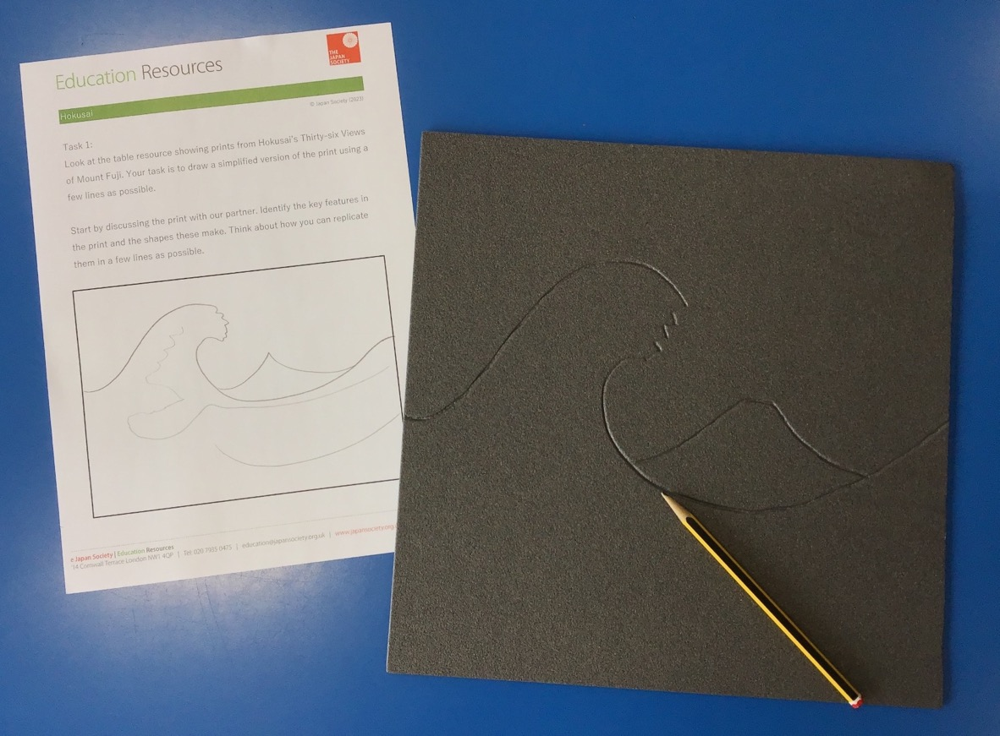 Education Resources
THE
JAPAN
SOCIETY
Hokusai
© Japan Society (2023)
Task 1:
Look at the table resource showing prints from Hokusai's Thirty-six Views
of Mount Fuji. Your task is to draw a simplified version of the print using a
few lines as possible.
Start by discussing the print with our partner. Identify the key features in
the print and the shapes these make. Think about how you can replicate
them in a few lines as possible.
e Japan Society | Education Resources
14 Cornwall Terrace London NW1 4QP | Tel: 020 7935 0475 | education@japansociety.org.uk | www.japansociety.org.